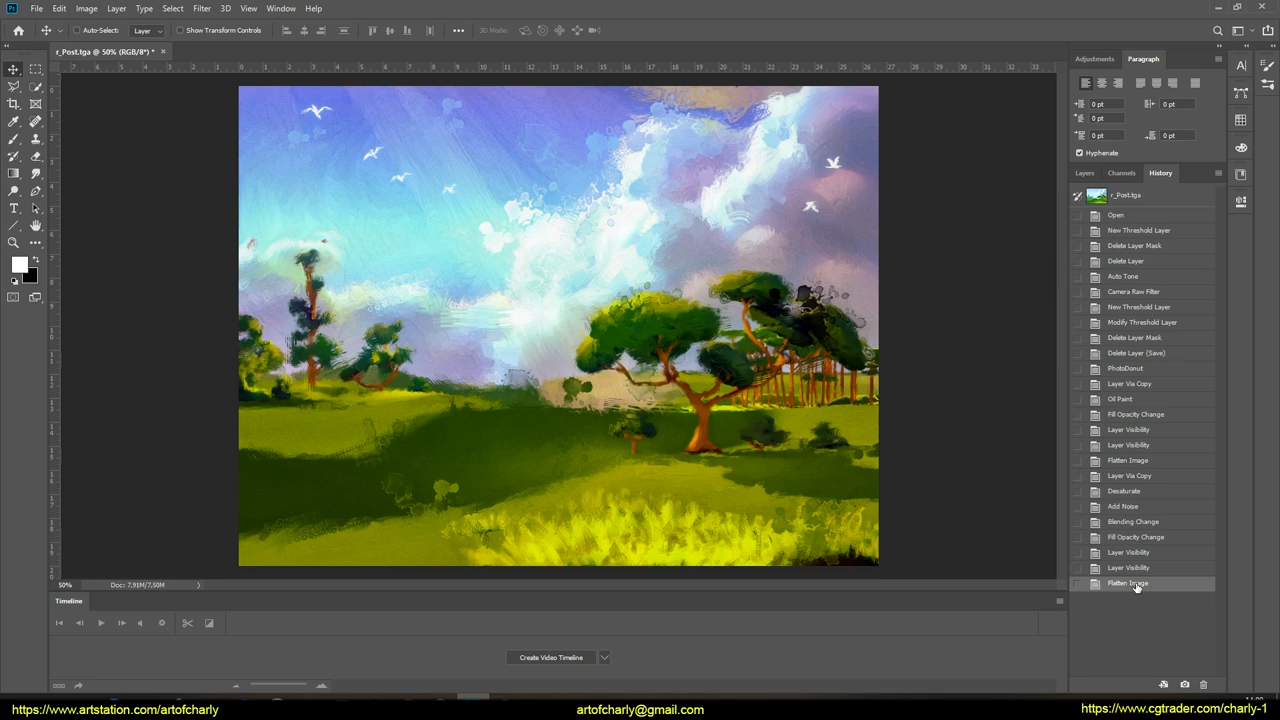 Ps File Edit Image Layer Type Select Filter 3D View Window Help
Auto-Select: Layer Show Transform Controls 3D Mode:
r_Post.tga @ 50% (RGB/8*) *
Adjustments Paragraph
0 pt 0 pt
0 pt
0 pt 0 pt
Hyphenate
Layers Channels History
r_Post.tga
Open
New Threshold Layer
Delete Layer Mask
Delete Layer
Auto Tone
Camera Raw Filter
New Threshold Layer
Modify Threshold Layer
Delete Layer Mask
Delete Layer (Save)
PhotoDonut
Layer Via Copy
Oil Paint
Fill Opacity Change
Layer Visibility
Layer Visibility
Flatten Image
Layer Via Copy
Desaturate
Add Noise
Blending Change
Fill Opacity Change
Layer Visibility
Layer Visibility
Flatten Image
50% Doc: 7,91M/7,50M
Timeline
Create Video Timeline
https://www.artstation.com/artofcharly
artofcharly@gmail.com
https://www.cgtrader.com/charly-1